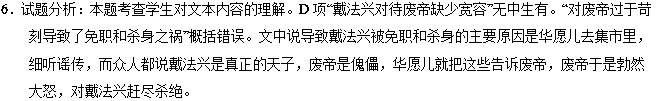 6．试题分析：本题考查学生对文本内容的理解。D 项“戴法兴对待废帝缺少宽容”无中生有。“对废帝过于苛
刻导致了免职和杀身之祸”概括错误。文中说导致戴法兴被免职和杀身的主要原因是华愿儿去集市里，
细听谣传，而众人都说戴法兴是真正的天子，废帝是傀儡，华愿儿就把这些告诉废帝，废帝于是勃然
大怒，对戴法兴赶尽杀绝。